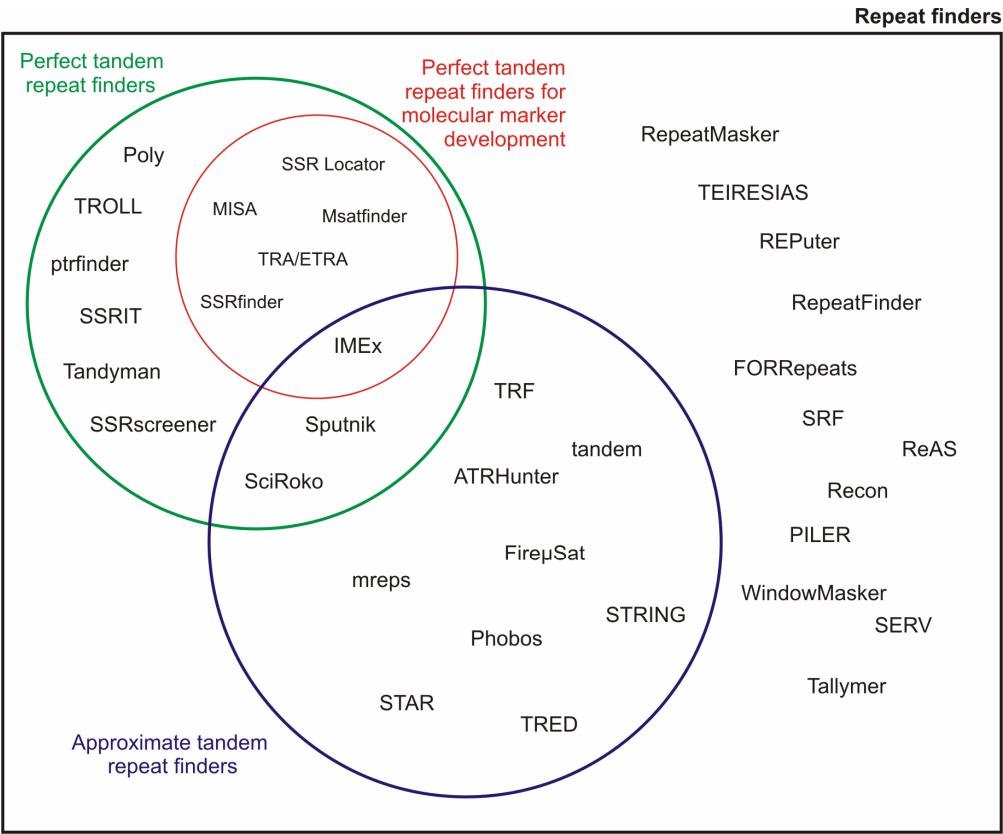 Repeat finders
Perfect tandem
repeat finders
Perfect tandem
repeat finders for
molecular marker
development
Poly
TROLL
ptrfinder
SSRIT
Tandyman
SSRscreener
SSR Locator
MISA
Msatfinder
TRA/ETRA
SSRfinder
IMEx
Sputnik
SciRoko
TRF
tandem
ATRHunter
FireμSat
mreps
STRING
Phobos
STAR
TRED
Approximate tandem
repeat finders
RepeatMasker
TEIRESIAS
REPuter
RepeatFinder
FORRepeats
SRF
ReAS
Recon
PILER
WindowMasker
SERV
Tallymer